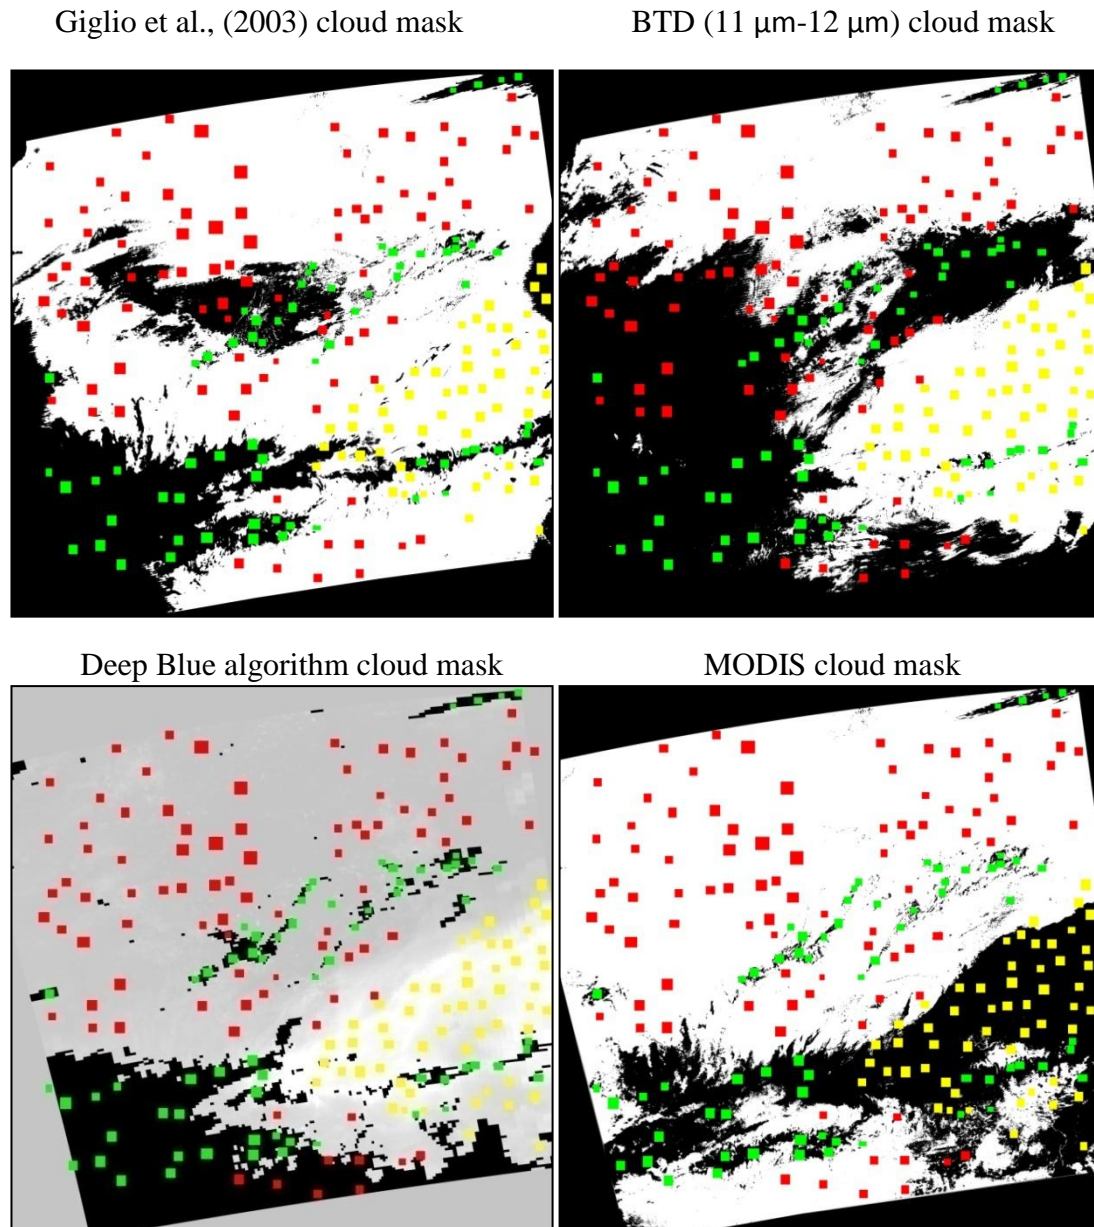 Giglio et al., (2003) cloud mask
BTD (11 μm-12 μm) cloud mask
Deep Blue algorithm cloud mask
MODIS cloud mask